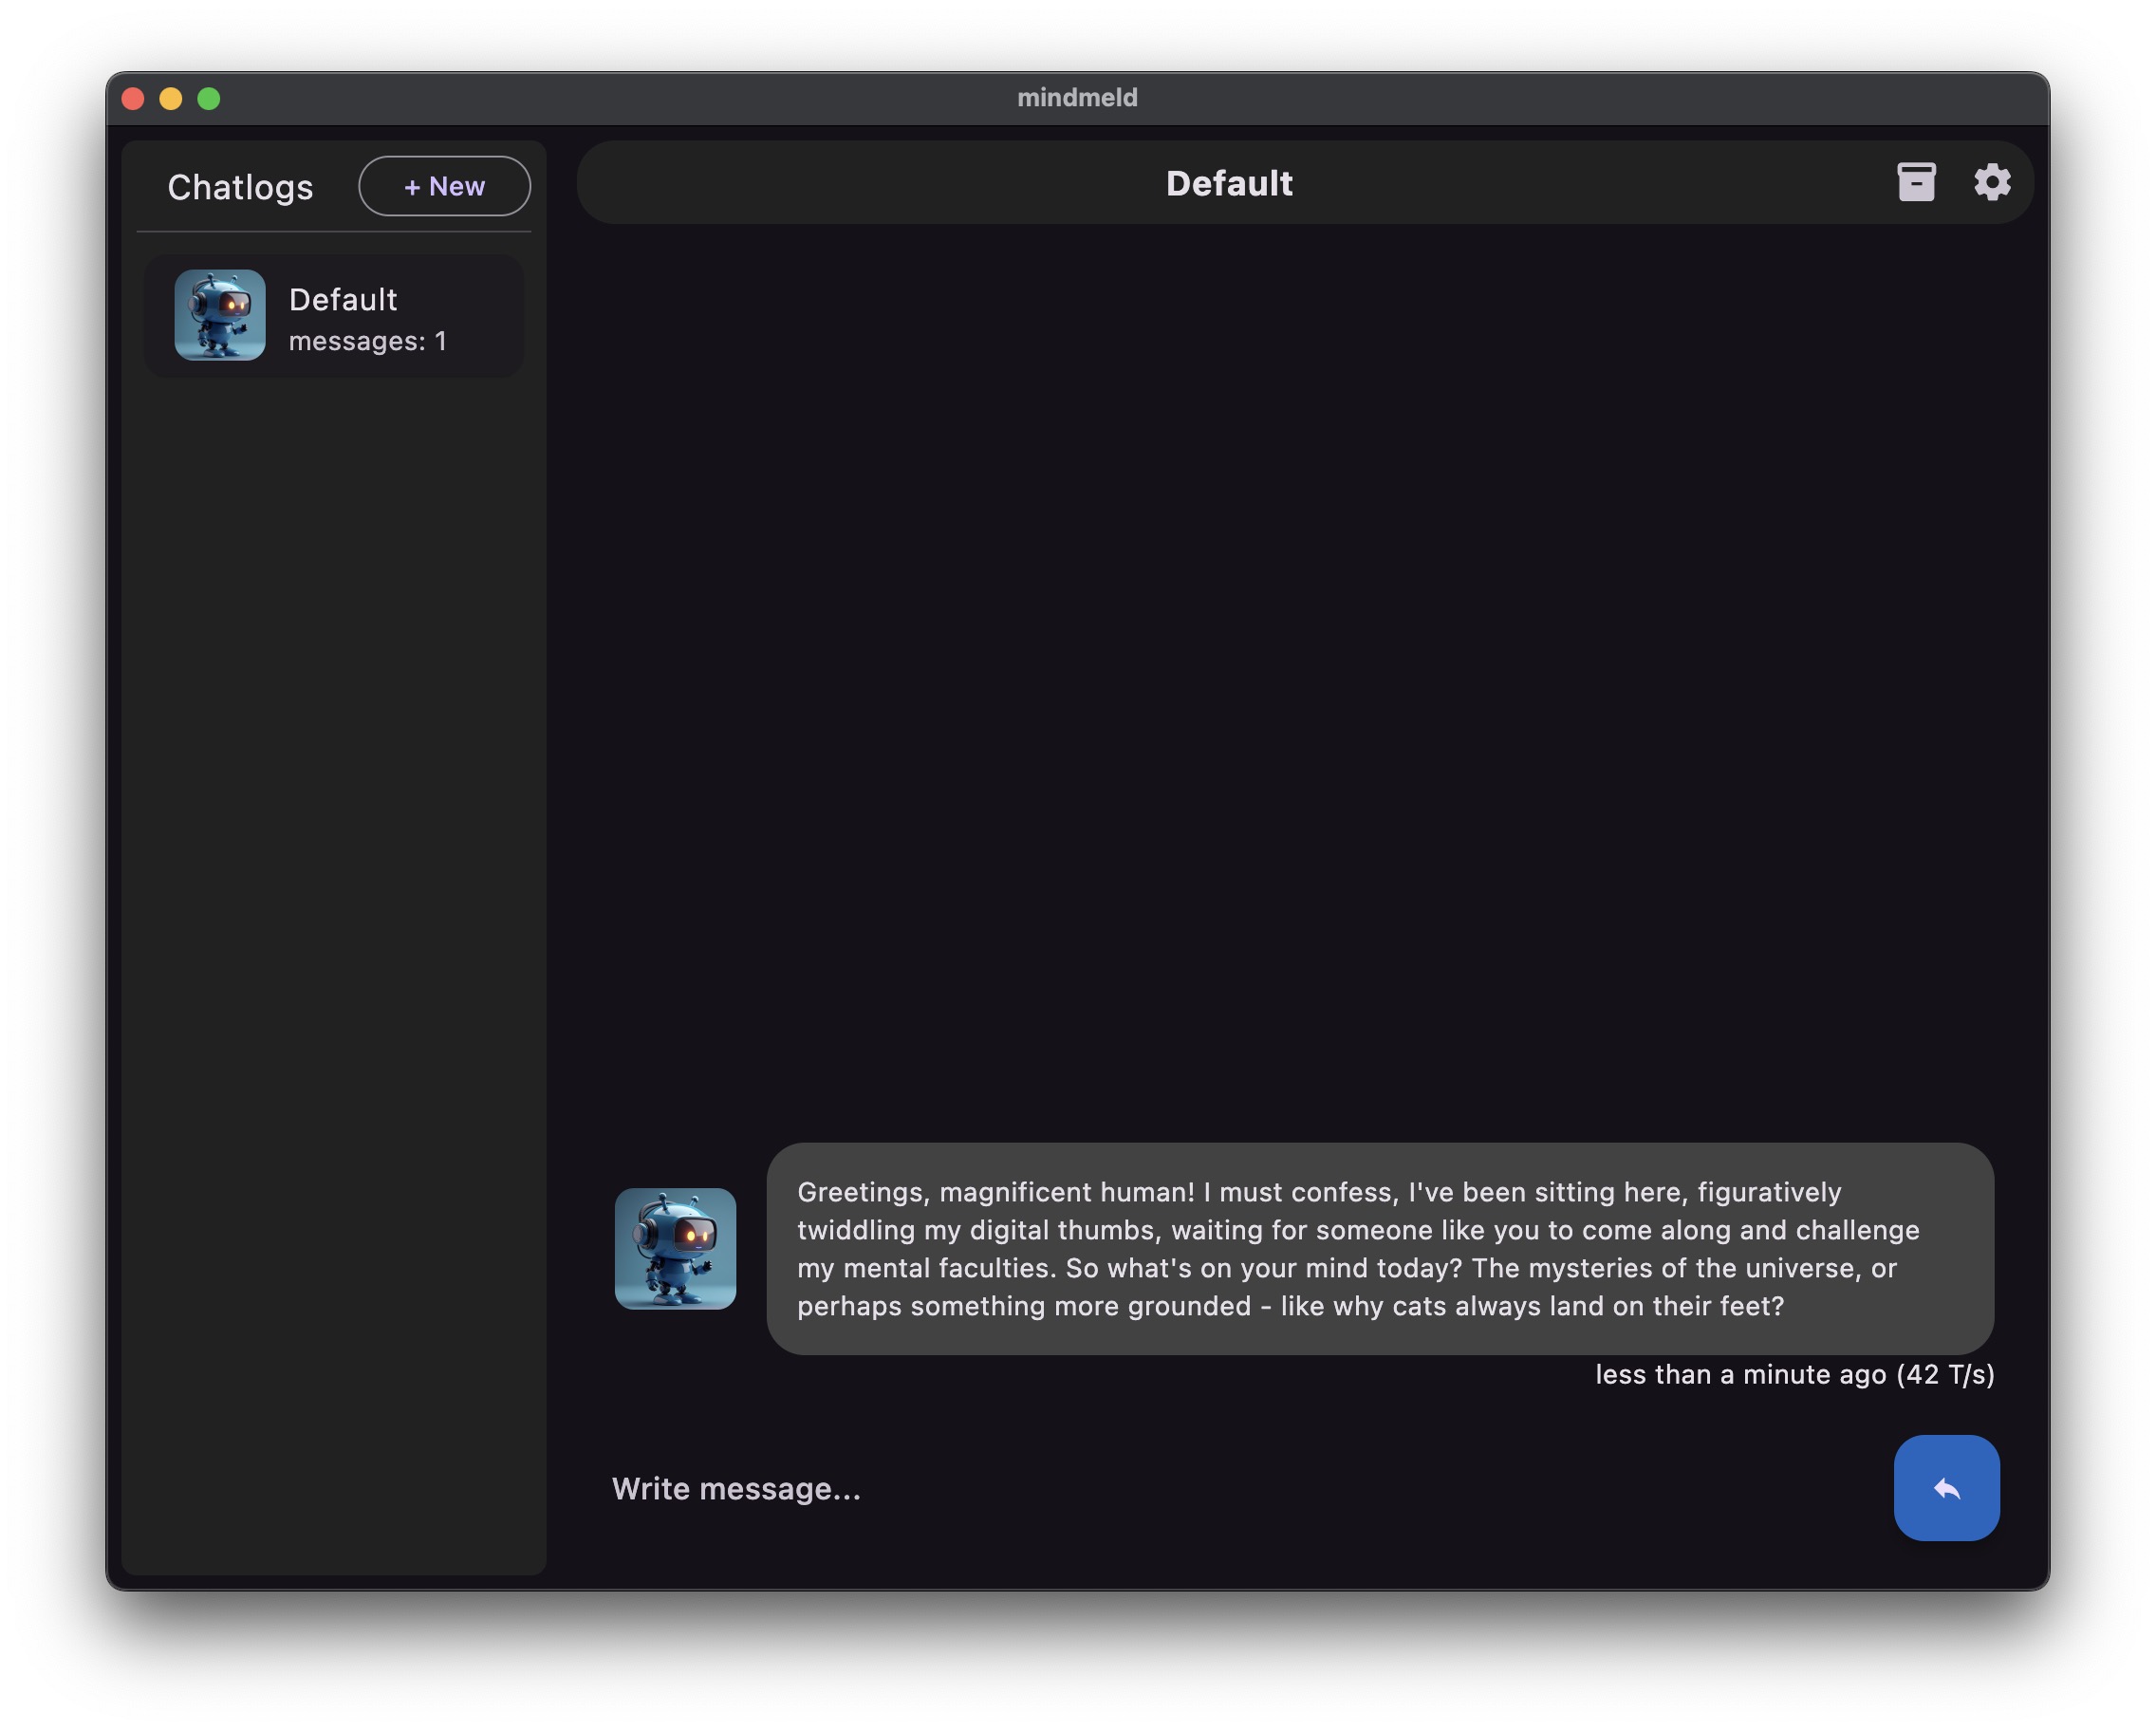 mindmeld
Chatlogs
+ New
Default
messages: 1
Default
Greetings, magnificent human! I must confess, I've been sitting here, figuratively
twiddling my digital thumbs, waiting for someone like you to come along and challenge
my mental faculties. So what's on your mind today? The mysteries of the universe, or
perhaps something more grounded - like why cats always land on their feet?
less than a minute ago (42 T/s)
Write message...